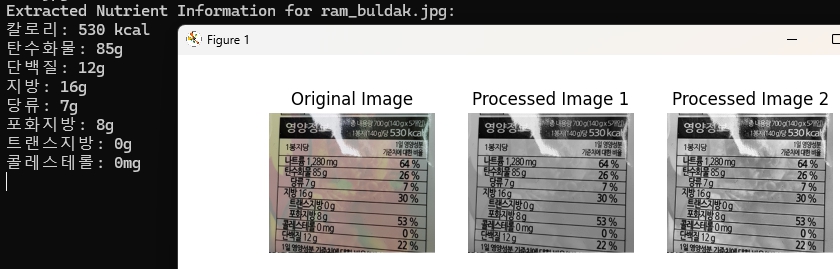 Extracted Nutrient Information for ram_buldak.jpg:
칼로리: 530 kcal
탄수화물: 85g
단백질: 12g
지방: 16g
당류: 7g
포화지방: 8g
트랜스지방: 0g
콜레스테롤: 0mg
Figure 1
Original Image
영양정보
총 내용량 700g(140g x 5개입)
1봉지(140g)당 530 kcal
1봉지당
1일 영양성분
기준치에 대한 비율
나트륨 1,280 mg 64 %
탄수화물 85 g 26 %
당류 7 g 7 %
지방 16 g 30 %
트랜스지방 0 g
포화지방 8 g 53 %
콜레스테롤 0 mg 0 %
단백질 12 g 22 %
1일 영양성분 기준치에 대한
Processed Image 1
영양정보
총 내용량 700g(140g x 5개입)
1봉지(140g)당 530 kcal
1봉지당
1일 영양성분
기준치에 대한 비율
나트륨 1,280 mg 64 %
탄수화물 85 g 26 %
당류 7 g 7 %
지방 16 g 30 %
트랜스지방 0 g
포화지방 8 g 53 %
콜레스테롤 0 mg 0 %
단백질 12 g 22 %
1일 영양성분 기준치에 대한
Processed Image 2
영양정보
총 내용량 700g(140g x 5개입)
1봉지(140g)당 530 kcal
1봉지당
1일 영양성분
기준치에 대한 비율
나트륨 1,280 mg 64 %
탄수화물 85 g 26 %
당류 7 g 7 %
지방 16 g 30 %
트랜스지방 0 g
포화지방 8 g 53 %
콜레스테롤 0 mg 0 %
단백질 12 g 22 %
1일 영양성분 기준치에 대한